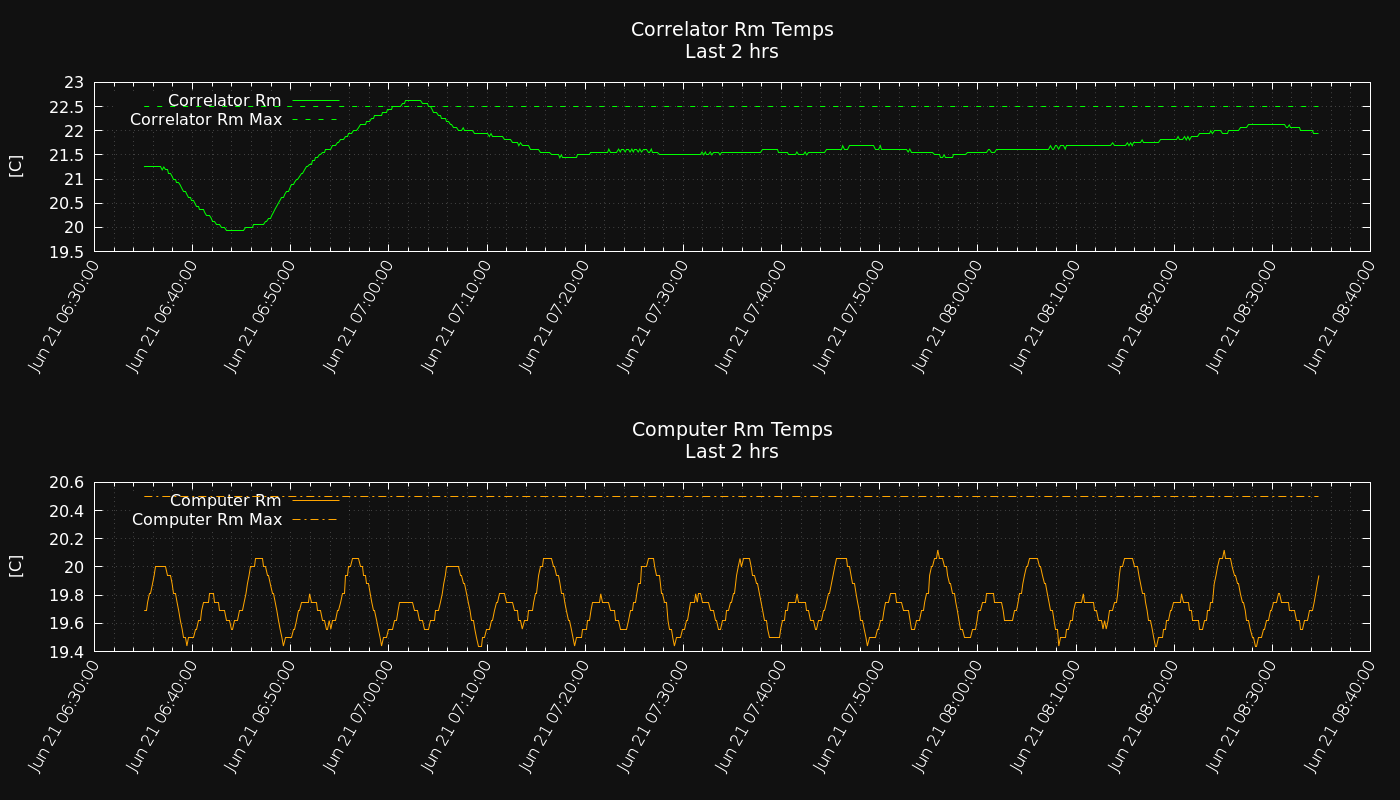 Correlator Rm Temps
Last 2 hrs
[C]
23
22.5
22
21.5
21
20.5
20
19.5
Correlator Rm
Correlator Rm Max
Jun 21 06:30:00
Jun 21 06:40:00
Jun 21 06:50:00
Jun 21 07:00:00
Jun 21 07:10:00
Jun 21 07:20:00
Jun 21 07:30:00
Jun 21 07:40:00
Jun 21 07:50:00
Jun 21 08:00:00
Jun 21 08:10:00
Jun 21 08:20:00
Jun 21 08:30:00
Jun 21 08:40:00
Computer Rm Temps
Last 2 hrs
[C]
20.6
20.4
20.2
20
19.8
19.6
19.4
Computer Rm
Computer Rm Max
Jun 21 06:30:00
Jun 21 06:40:00
Jun 21 06:50:00
Jun 21 07:00:00
Jun 21 07:10:00
Jun 21 07:20:00
Jun 21 07:30:00
Jun 21 07:40:00
Jun 21 07:50:00
Jun 21 08:00:00
Jun 21 08:10:00
Jun 21 08:20:00
Jun 21 08:30:00
Jun 21 08:40:00